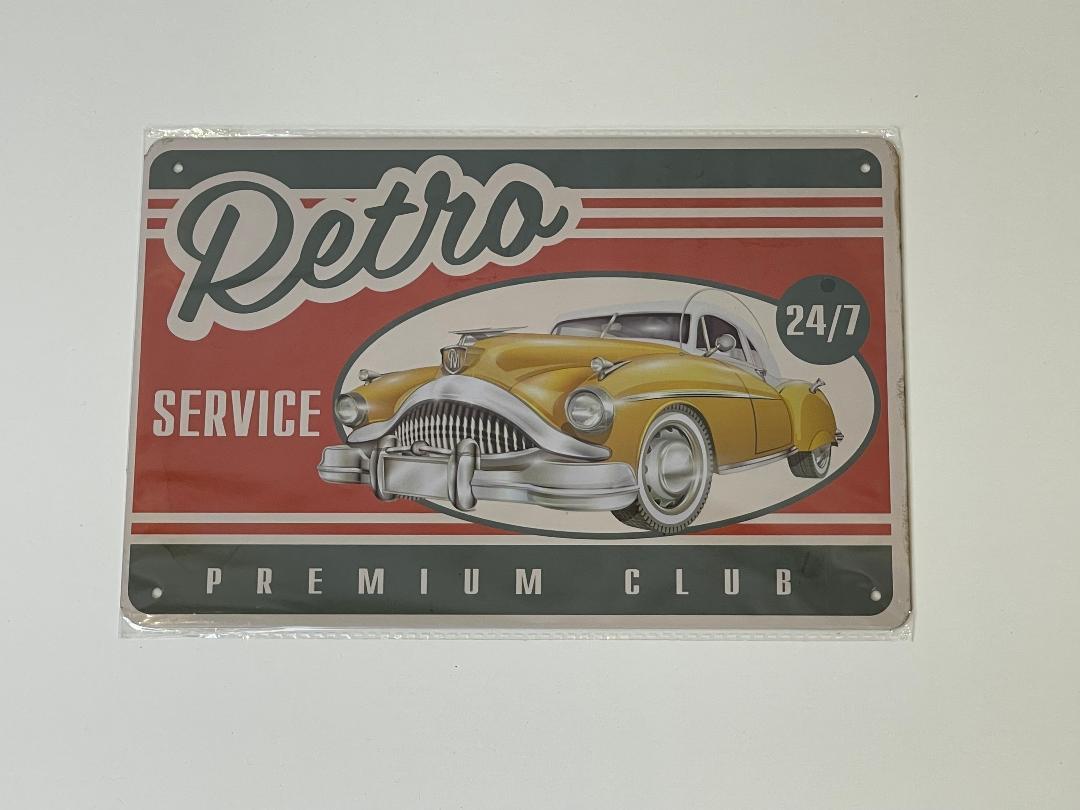 Retro
24/7
SERVICE
PREMIUM CLUB